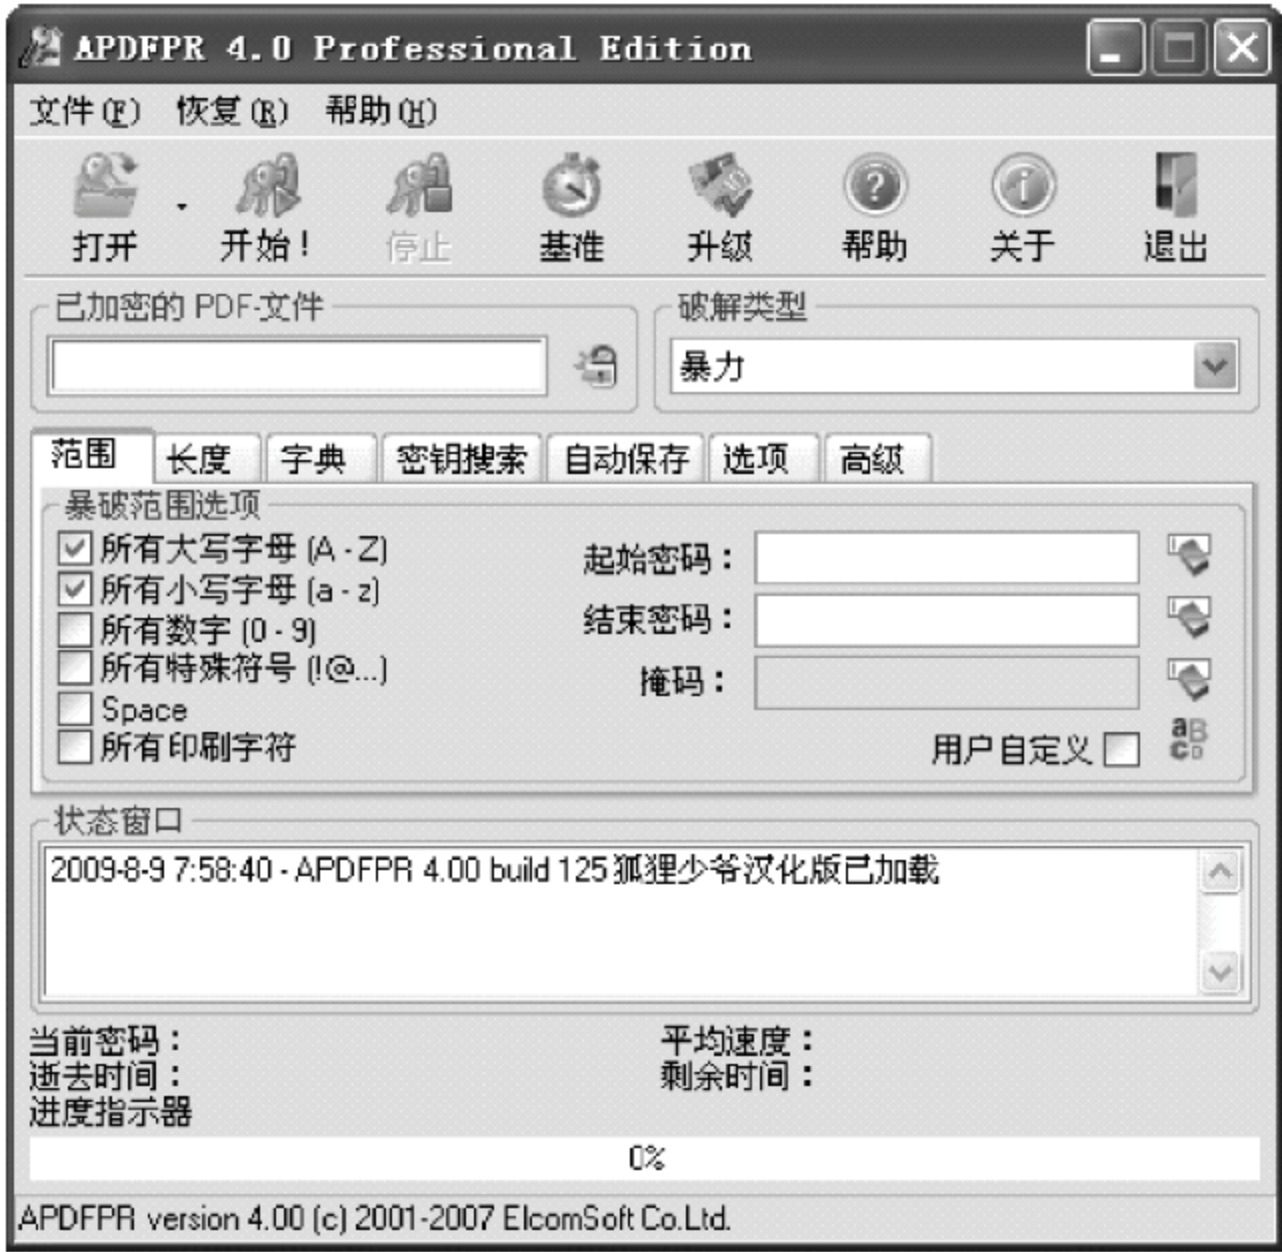 APDFPR 4.0 Professional Edition
文件(F) 恢复(R) 帮助(H)
打开 开始! 停止 基准 升级 帮助 关于 退出
已加密的 PDF-文件 破解类型
暴力
范围 长度 字典 密钥搜索 自动保存 选项 高级
暴破范围选项
所有大写字母 (A - Z) 起始密码：
所有小写字母 (a - z)
所有数字 (0 - 9) 结束密码：
所有特殊符号 (!@...) 掩码：
Space
所有印刷字符 用户自定义
aB
CD
状态窗口
2009-8-9 7:58:40 - APDFPR 4.00 build 125 狐狸少爷汉化版已加载
当前密码： 平均速度：
逝去时间： 剩余时间：
进度指示器
0%
APDFPR version 4.00 (c) 2001-2007 ElcomSoft Co.Ltd.